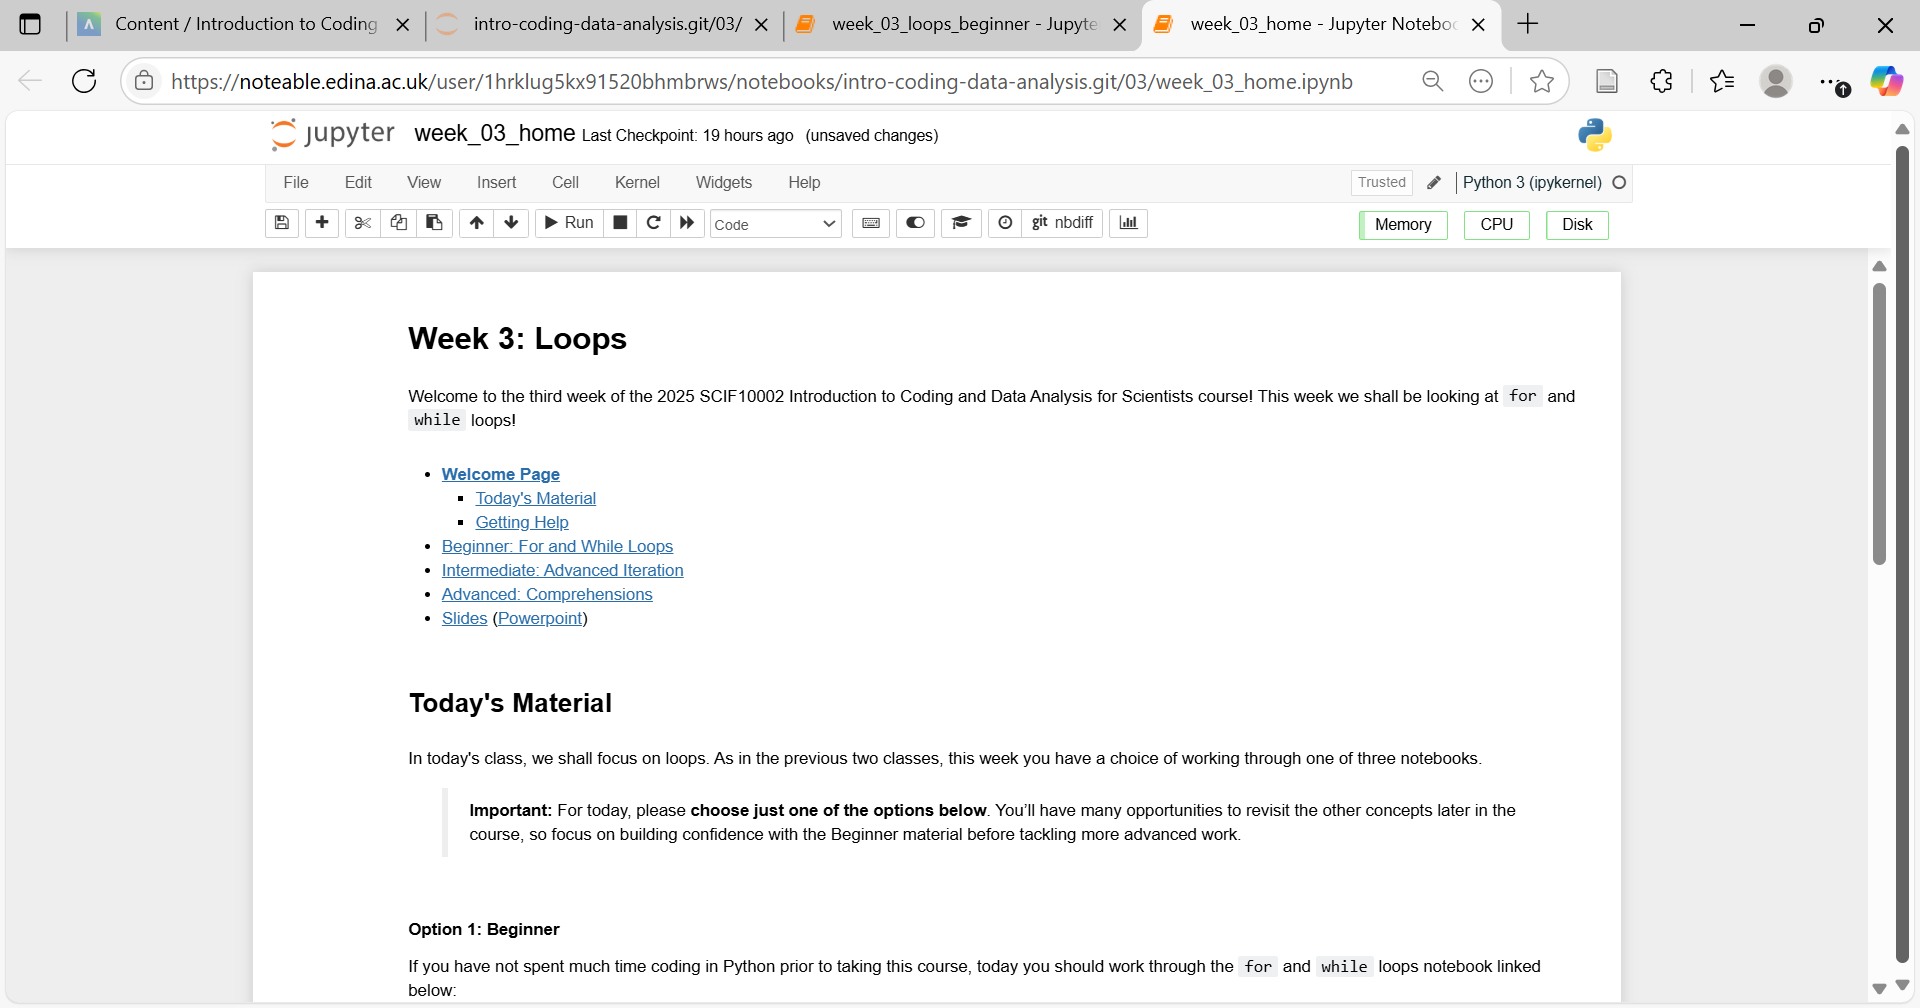 Content / Introduction to Coding
intro-coding-data-analysis.git/03/
week_03_loops_beginner - Jupyte
week_03_home - Jupyter Noteboo
https://noteable.edina.ac.uk/user/1hrklug5kx91520bhmbrws/notebooks/intro-coding-data-analysis.git/03/week_03_home.ipynb
jupyter week_03_home Last Checkpoint: 19 hours ago (unsaved changes)
File Edit View Insert Cell Kernel Widgets Help Trusted Python 3 (ipykernel)
Run Code git nbdiff Memory CPU Disk
Week 3: Loops
Welcome to the third week of the 2025 SCIF10002 Introduction to Coding and Data Analysis for Scientists course! This week we shall be looking at for and
while loops!
Welcome Page
Today's Material
Getting Help
Beginner: For and While Loops
Intermediate: Advanced Iteration
Advanced: Comprehensions
Slides (Powerpoint)
Today's Material
In today's class, we shall focus on loops. As in the previous two classes, this week you have a choice of working through one of three notebooks.
Important: For today, please choose just one of the options below. You’ll have many opportunities to revisit the other concepts later in the
course, so focus on building confidence with the Beginner material before tackling more advanced work.
Option 1: Beginner
If you have not spent much time coding in Python prior to taking this course, today you should work through the for and while loops notebook linked
below: